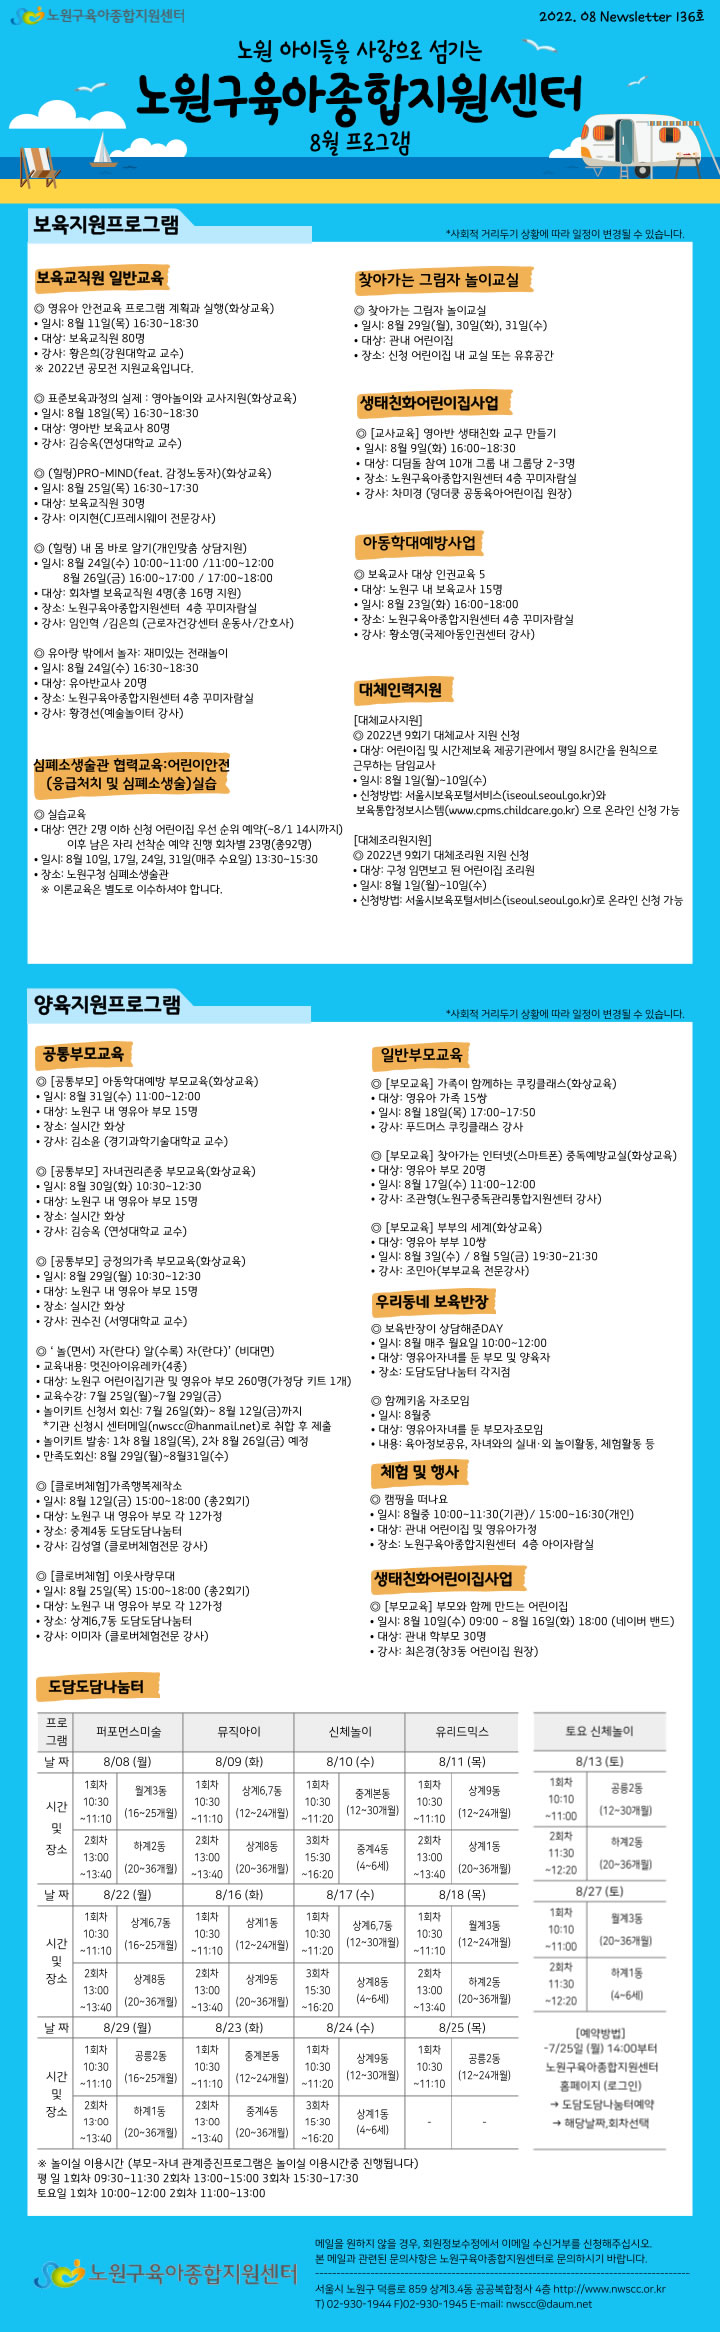 노원구육아종합지원센터
2022. 08 Newsletter 136호
노원 아이들을 사랑으로 섬기는
노원구육아종합지원센터
8월 프로그램
보육지원프로그램
*사회적 거리두기 상황에 따라 일정이 변경될 수 있습니다.
보육교직원 일반교육
◎ 영유아 안전교육 프로그램 계획과 실행(화상교육)
• 일시: 8월 11일(목) 16:30~18:30
• 대상: 보육교직원 80명
• 강사: 황은희(강원대학교 교수)
※ 2022년 공모전 지원교육입니다.
◎ 표준보육과정의 실제 : 영아놀이와 교사지원(화상교육)
• 일시: 8월 18일(목) 16:30~18:30
• 대상: 영아반 보육교사 80명
• 강사: 김승옥(연성대학교 교수)
◎ (힐링)PRO-MIND(feat. 감정노동자)(화상교육)
• 일시: 8월 25일(목) 16:30~17:30
• 대상: 보육교직원 30명
• 강사: 이지현(CJ프레시웨이 전문강사)
◎ (힐링) 내 몸 바로 알기(개인맞춤 상담지원)
• 일시: 8월 24일(수) 10:00~11:00 /11:00~12:00
8월 26일(금) 16:00~17:00 / 17:00~18:00
• 대상: 회차별 보육교직원 4명(총 16명 지원)
• 장소: 노원구육아종합지원센터 4층 꾸미자람실
• 강사: 임인혁 /김은희 (근로자건강센터 운동사/간호사)
◎ 유아랑 밖에서 놀자: 재미있는 전래놀이
• 일시: 8월 24일(수) 16:30~18:30
• 대상: 유아반교사 20명
• 장소: 노원구육아종합지원센터 4층 꾸미자람실
• 강사: 황경선(예술놀이터 강사)
심폐소생술관 협력교육:어린이안전
(응급처치 및 심폐소생술)실습
◎ 실습교육
• 대상: 연간 2명 이하 신청 어린이집 우선 순위 예약(~8/1 14시까지)
이후 남은 자리 선착순 예약 진행 회차별 23명(총92명)
• 일시: 8월 10일, 17일, 24일, 31일(매주 수요일) 13:30~15:30
• 장소: 노원구청 심폐소생술관
※ 이론교육은 별도로 이수하셔야 합니다.
찾아가는 그림자 놀이교실
◎ 찾아가는 그림자 놀이교실
• 일시: 8월 29일(월), 30일(화), 31일(수)
• 대상: 관내 어린이집
• 장소: 신청 어린이집 내 교실 또는 유휴공간
생태친화어린이집사업
◎ [교사교육] 영아반 생태친화 교구 만들기
• 일시: 8월 9일(화) 16:00~18:30
• 대상: 디딤돌 참여 10개 그룹 내 그룹당 2-3명
• 장소: 노원구육아종합지원센터 4층 꾸미자람실
• 강사: 차미경 (덩더쿵 공동육아어린이집 원장)
아동학대예방사업
◎ 보육교사 대상 인권교육 5
• 대상: 노원구 내 보육교사 15명
• 일시: 8월 23일(화) 16:00-18:00
• 장소: 노원구육아종합지원센터 4층 꾸미자람실
• 강사: 황소영(국제아동인권센터 강사)
대체인력지원
[대체교사지원]
◎ 2022년 9회기 대체교사 지원 신청
• 대상: 어린이집 및 시간제보육 제공기관에서 평일 8시간을 원칙으로
근무하는 담임교사
• 일시: 8월 1일(월)~10일(수)
• 신청방법: 서울시보육포털서비스(iseoul.seoul.go.kr)와
보육통합정보시스템(www.cpms.childcare.go.kr) 으로 온라인 신청 가능
[대체조리원지원]
◎ 2022년 9회기 대체조리원 지원 신청
• 대상: 구청 임면보고 된 어린이집 조리원
• 일시: 8월 1일(월)~10일(수)
• 신청방법: 서울시보육포털서비스(iseoul.seoul.go.kr)로 온라인 신청 가능
양육지원프로그램
*사회적 거리두기 상황에 따라 일정이 변경될 수 있습니다.
공통부모교육
◎ [공통부모] 아동학대예방 부모교육(화상교육)
• 일시: 8월 31일(수) 11:00~12:00
• 대상: 노원구 내 영유아 부모 15명
• 장소: 실시간 화상
• 강사: 김소윤 (경기과학기술대학교 교수)
◎ [공통부모] 자녀권리존중 부모교육(화상교육)
• 일시: 8월 30일(화) 10:30~12:30
• 대상: 노원구 내 영유아 부모 15명
• 장소: 실시간 화상
• 강사: 김승옥 (연성대학교 교수)
◎ [공통부모] 긍정의가족 부모교육(화상교육)
• 일시: 8월 29일(월) 10:30~12:30
• 대상: 노원구 내 영유아 부모 15명
• 장소: 실시간 화상
• 강사: 권수진 (서영대학교 교수)
◎ ‘ 놀(면서) 자(란다) 알(수록) 자(란다)’ (비대면)
• 교육내용: 멋진아이유레카(4종)
• 대상: 노원구 어린이집기관 및 영유아 부모 260명(가정당 키트 1개)
• 교육수강: 7월 25일(월)~7월 29일(금)
• 놀이키트 신청서 회신: 7월 26일(화)~ 8월 12일(금)까지
*기관 신청시 센터메일(nwscc@hanmail.net)로 취합 후 제출
• 놀이키트 발송: 1차 8월 18일(목), 2차 8월 26일(금) 예정
• 만족도회신: 8월 29일(월)~8월31일(수)
◎ [클로버체험]가족행복제작소
• 일시: 8월 12일(금) 15:00~18:00 (총2회기)
• 대상: 노원구 내 영유아 부모 각 12가정
• 장소: 중계4동 도담도담나눔터
• 강사: 김성열 (클로버체험전문 강사)
◎ [클로버체험] 이웃사랑무대
• 일시: 8월 25일(목) 15:00~18:00 (총2회기)
• 대상: 노원구 내 영유아 부모 각 12가정
• 장소: 상계6,7동 도담도담나눔터
• 강사: 이미자 (클로버체험전문 강사)
일반부모교육
◎ [부모교육] 가족이 함께하는 쿠킹클래스(화상교육)
• 대상: 영유아 가족 15쌍
• 일시: 8월 18일(목) 17:00~17:50
• 강사: 푸드머스 쿠킹클래스 강사
◎ [부모교육] 찾아가는 인터넷(스마트폰) 중독예방교실(화상교육)
• 대상: 영유아 부모 20명
• 일시: 8월 17일(수) 11:00~12:00
• 강사: 조관형(노원구중독관리통합지원센터 강사)
◎ [부모교육] 부부의 세계(화상교육)
• 대상: 영유아 부부 10쌍
• 일시: 8월 3일(수) / 8월 5일(금) 19:30~21:30
• 강사: 조민아(부부교육 전문강사)
우리동네 보육반장
◎ 보육반장이 상담해준DAY
• 일시: 8월 매주 월요일 10:00~12:00
• 대상: 영유아자녀를 둔 부모 및 양육자
• 장소: 도담도담나눔터 각지점
◎ 함께키움 자조모임
• 일시: 8월중
• 대상: 영유아자녀를 둔 부모자조모임
• 내용: 육아정보공유, 자녀와의 실내·외 놀이활동, 체험활동 등
체험 및 행사
◎ 캠핑을 떠나요
• 일시: 8월중 10:00~11:30(기관)/ 15:00~16:30(개인)
• 대상: 관내 어린이집 및 영유아가정
• 장소: 노원구육아종합지원센터 4층 아이자람실
생태친화어린이집사업
◎ [부모교육] 부모와 함께 만드는 어린이집
• 일시: 8월 10일(수) 09:00 ~ 8월 16일(화) 18:00 (네이버 밴드)
• 대상: 관내 학부모 30명
• 강사: 최은경(창3동 어린이집 원장)
도담도담나눔터
프로그램 퍼포먼스미술 뮤직아이 신체놀이 유리드믹스
날 짜 8/08 (월) 8/09 (화) 8/10 (수) 8/11 (목)
시간 및 장소
1회차 10:30 ~11:10 월계3동 (16~25개월) 1회차 10:30 ~11:10 상계6,7동 (12~24개월) 1회차 10:30 ~11:20 중계본동 (12~30개월) 1회차 10:30 ~11:10 상계9동 (12~24개월)
2회차 13:00 ~13:40 하계2동 (20~36개월) 2회차 13:00 ~13:40 상계8동 (20~36개월) 3회차 15:30 ~16:20 중계4동 (4~6세) 2회차 13:00 ~13:40 상계1동 (20~36개월)
날 짜 8/22 (월) 8/16 (화) 8/17 (수) 8/18 (목)
시간 및 장소
1회차 10:30 ~11:10 상계6,7동 (16~25개월) 1회차 10:30 ~11:10 상계1동 (12~24개월) 1회차 10:30 ~11:20 상계6,7동 (12~30개월) 1회차 10:30 ~11:10 월계3동 (12~24개월)
2회차 13:00 ~13:40 상계8동 (20~36개월) 2회차 13:00 ~13:40 상계9동 (20~36개월) 3회차 15:30 ~16:20 상계8동 (4~6세) 2회차 13:00 ~13:40 하계2동 (20~36개월)
날 짜 8/29 (월) 8/23 (화) 8/24 (수) 8/25 (목)
시간 및 장소
1회차 10:30 ~11:10 공릉2동 (16~25개월) 1회차 10:30 ~11:10 중계본동 (12~24개월) 1회차 10:30 ~11:20 상계9동 (12~30개월) 1회차 10:30 ~11:10 공릉2동 (12~24개월)
2회차 13:00 ~13:40 하계1동 (20~36개월) 2회차 13:00 ~13:40 중계4동 (20~36개월) 3회차 15:30 ~16:20 상계1동 (4~6세) - -
토요 신체놀이
8/13 (토)
1회차 10:10 ~11:00 공릉2동 (12~30개월)
2회차 11:30 ~12:20 하계2동 (20~36개월)
8/27 (토)
1회차 10:10 ~11:00 월계3동 (20~36개월)
2회차 11:30 ~12:20 하계1동 (4~6세)
[예약방법]
-7/25일 (월) 14:00부터
노원구육아종합지원센터
홈페이지 (로그인)
→ 도담도담나눔터예약
→ 해당날짜,회차선택
※ 놀이실 이용시간 (부모-자녀 관계증진프로그램은 놀이실 이용시간중 진행됩니다)
평 일 1회차 09:30~11:30 2회차 13:00~15:00 3회차 15:30~17:30
토요일 1회차 10:00~12:00 2회차 11:00~13:00
노원구육아종합지원센터
메일을 원하지 않을 경우, 회원정보수정에서 이메일 수신거부를 신청해주십시오.
본 메일과 관련된 문의사항은 노원구육아종합지원센터로 문의하시기 바랍니다.
서울시 노원구 덕릉로 859 상계3.4동 공공복합청사 4층 http://www.nwscc.or.kr
T) 02-930-1944 F)02-930-1945 E-mail: nwscc@daum.net